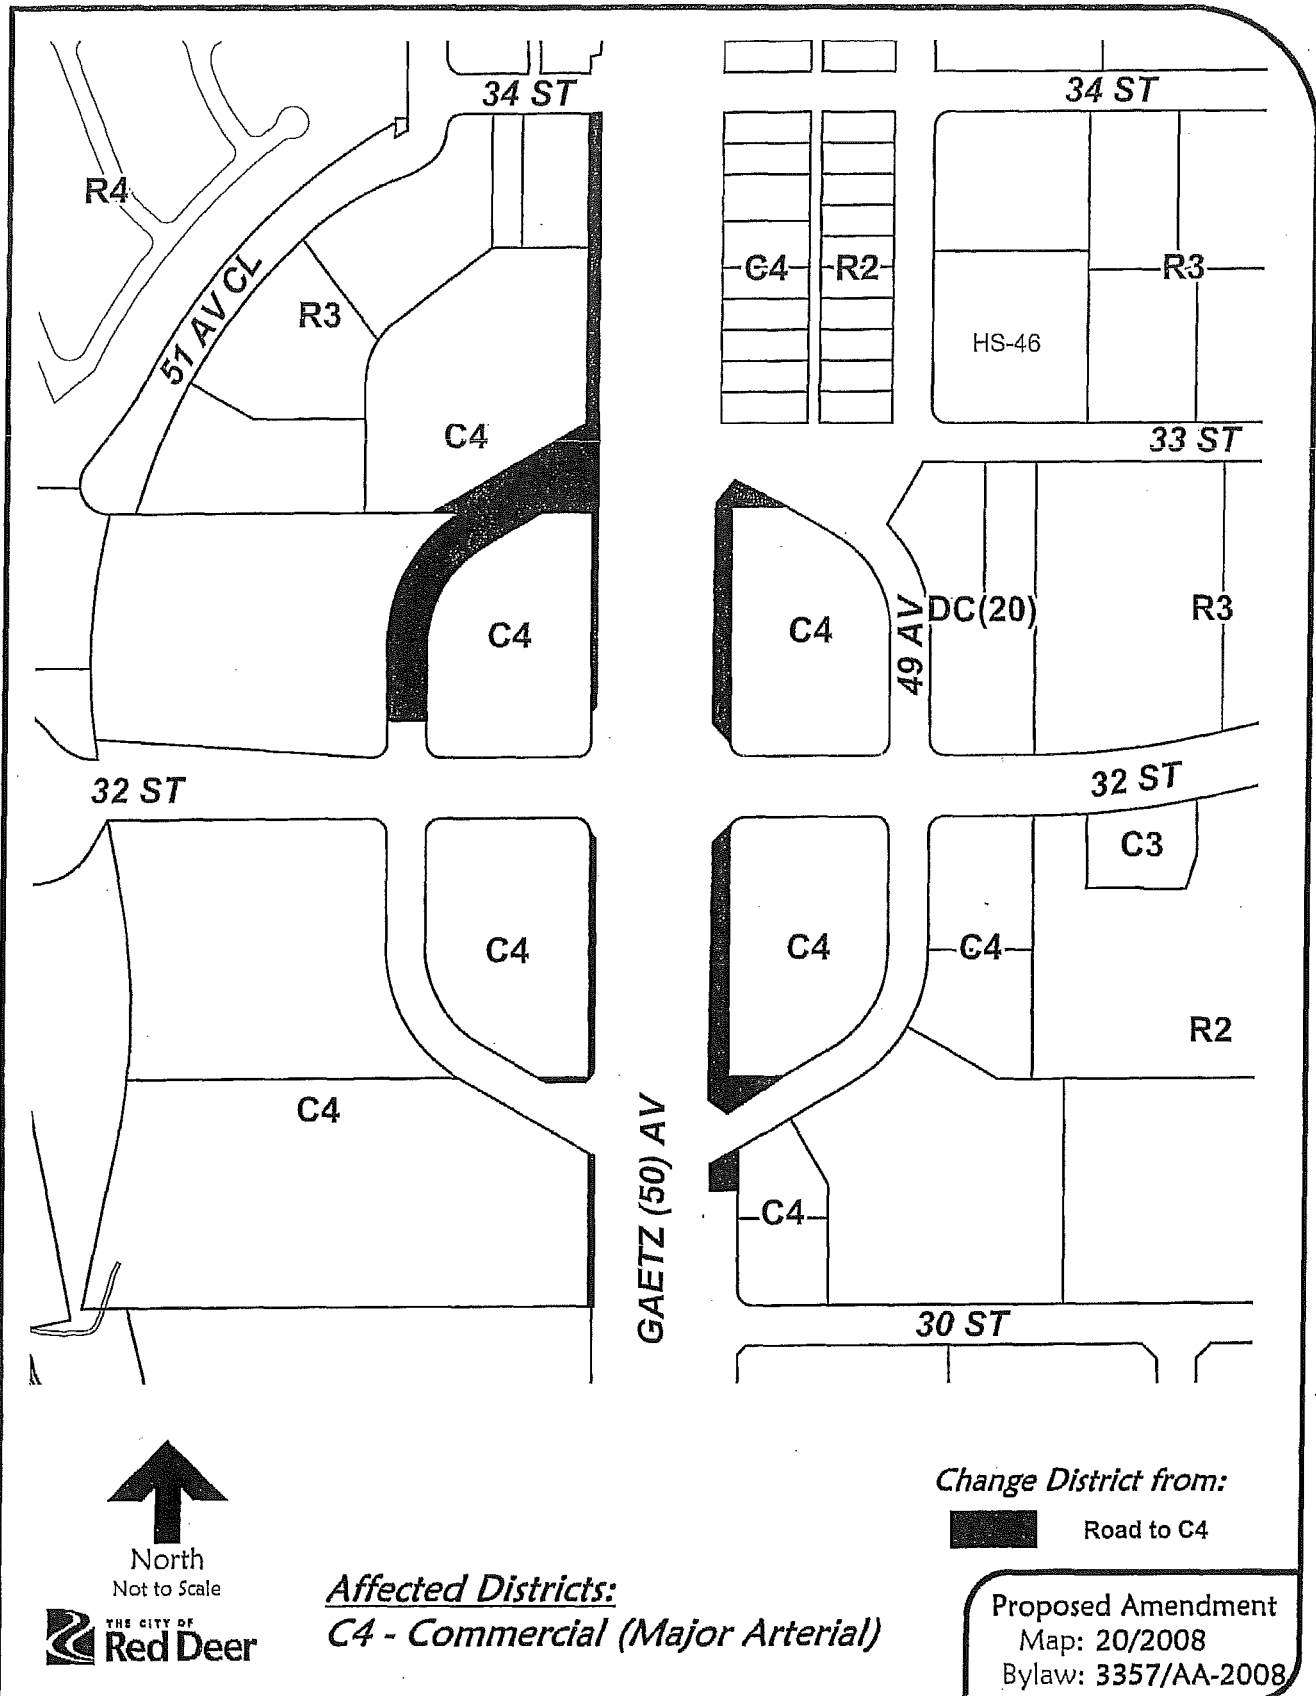 34 ST
34 ST
R4
51 AV CL
R3
C4
R2
R3
HS-46
C4
33 ST
C4
C4
49 AV
DC(20)
R3
32 ST
32 ST
C3
C4
C4
C4
R2
C4
GAETZ (50) AV
C4
30 ST
North
Not to Scale
THE CITY OF
Red Deer
Affected Districts:
C4 - Commercial (Major Arterial)
Change District from:
Road to C4
Proposed Amendment
Map: 20/2008
Bylaw: 3357/AA-2008